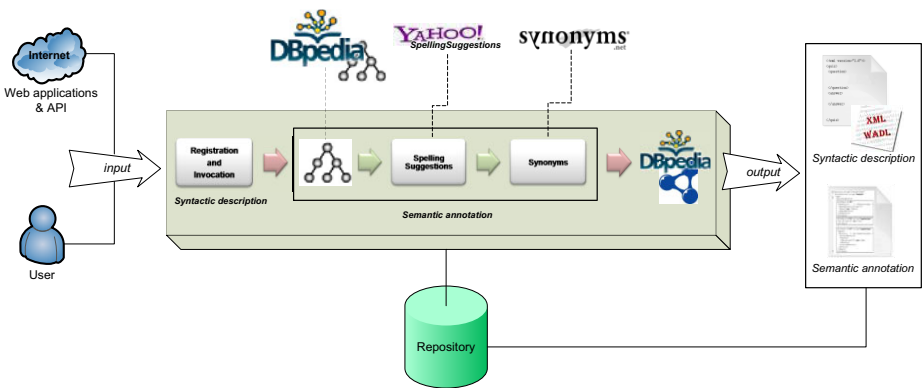 Internet
Web applications
& API
DBpedia
YAHOO!
SpellingSuggestions
synonyms
.net
input
Registration
and
Invocation
Spelling
Suggestions
Synonyms
DBpedia
Syntactic description
Semantic annotation
output
XML
WADL
Syntactic description
Semantic annotation
User
Repository